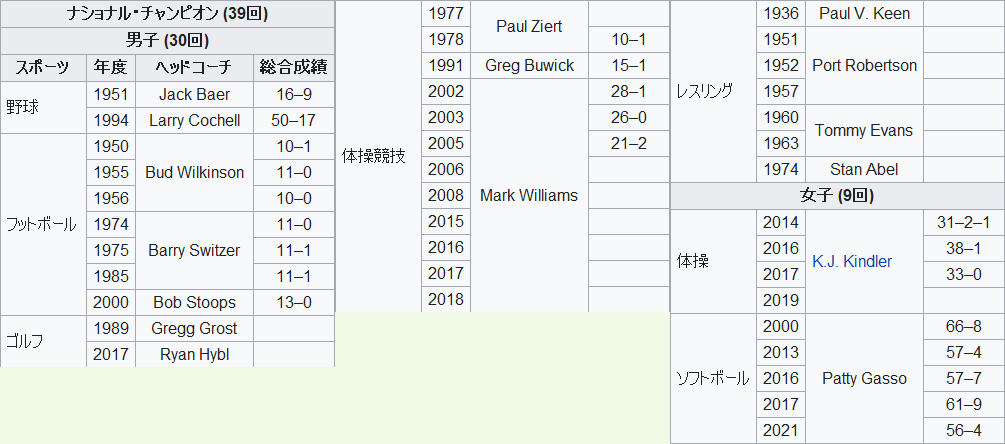 ナショナル・チャンピオン (39回)
男子 (30回)
スポーツ 年度 ヘッドコーチ 総合成績
野球 1951 Jack Baer 16–9
1994 Larry Cochell 50–17
フットボール 1950 Bud Wilkinson 10–1
1955 11–0
1956 10–0
1974 Barry Switzer 11–0
1975 11–1
1985 11–1
2000 Bob Stoops 13–0
ゴルフ 1989 Gregg Grost
2017 Ryan Hybl
体操競技 1977 Paul Ziert
1978 10–1
1991 Greg Buwick 15–1
2002 Mark Williams 28–1
2003 26–0
2005 21–2
2006
2008
2015
2016
2017
2018
レスリング 1936 Paul V. Keen
1951 Port Robertson
1952
1957
1960 Tommy Evans
1963
1974 Stan Abel
女子 (9回)
体操 2014 K.J. Kindler 31–2–1
2016 38–1
2017 33–0
2019
ソフトボール 2000 Patty Gasso 66–8
2013 57–4
2016 57–7
2017 61–9
2021 56–4